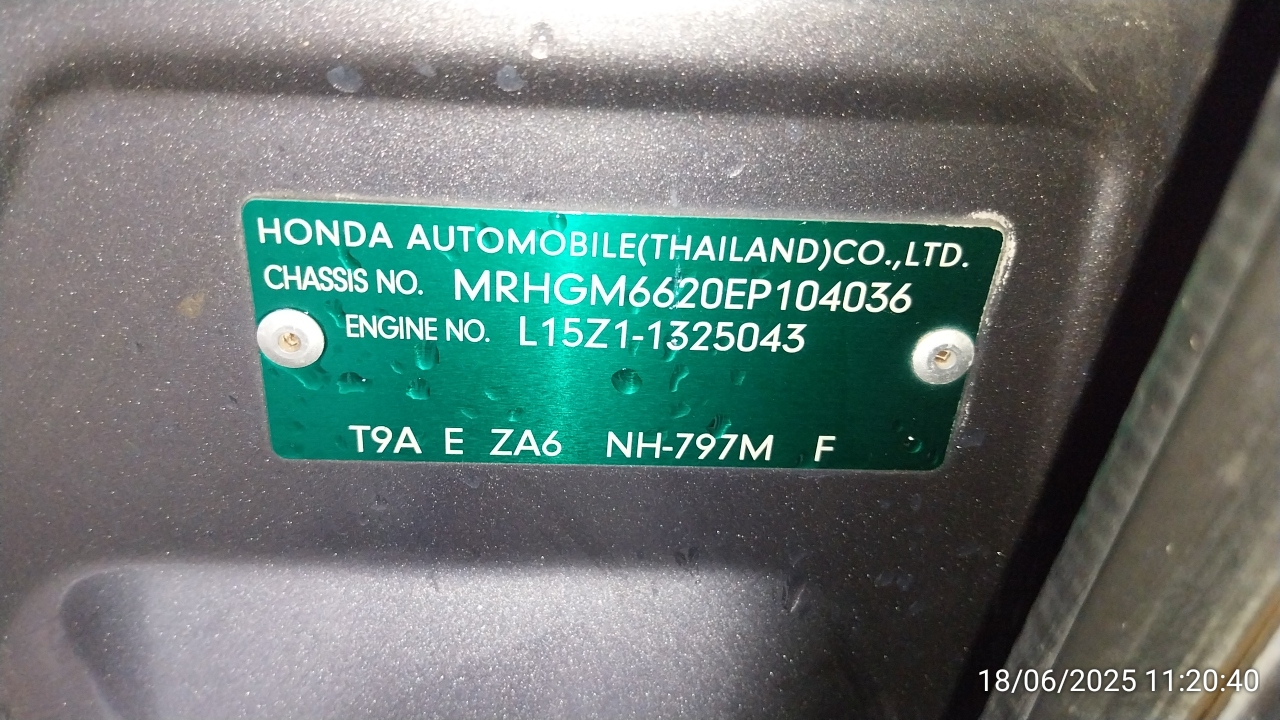 HONDA AUTOMOBILE(THAILAND)CO.,LTD.
CHASSIS NO. MRHGM6620EP104036
ENGINE NO. L15Z1-1325043
T9A E ZA6 NH-797M F
18/06/2025 11:20:40